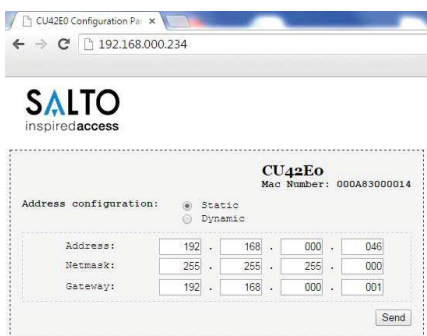 CU42E0 Configuration Pa
192.168.000.234
SALTO
inspiredaccess
CU42E0
Mac Number: 000A83000014
Address configuration: Static
Dynamic
Address: 192 . 168 . 000 . 046
Netmask: 255 . 255 . 255 . 000
Gateway: 192 . 168 . 000 . 001
Send